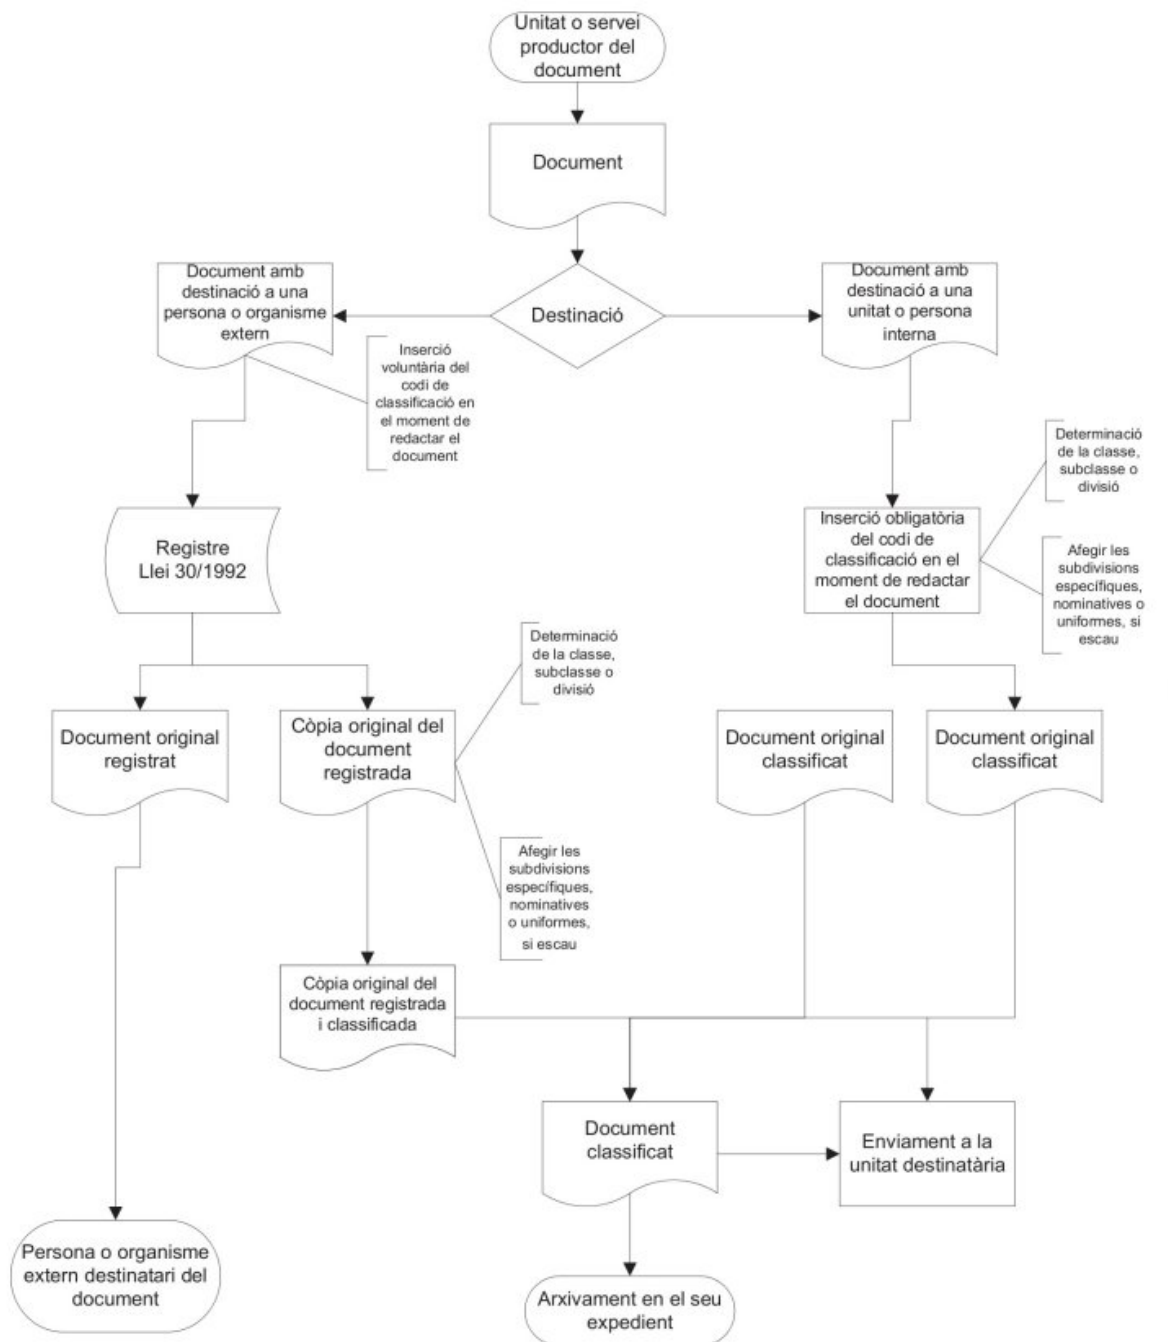 Unitat o servei
productor del
document
Document
Destinació
Document amb
destinació a una
persona o organisme
extern
Document amb
destinació a una
unitat o persona
interna
Inserció
voluntària del
codi de
classificació en
el moment de
redactar el
document
Determinació
de la classe,
subclasse o
divisió
Registre
Llei 30/1992
Inserció obligatòria
del codi de
classificació en el
moment de redactar
el document
Afegir les
subdivisions
específiques,
nominatives o
uniformes, si
escau
Determinació
de la classe,
subclasse o
divisió
Document original
registrat
Còpia original del
document
registrada
Document original
classificat
Document original
classificat
Afegir les
subdivisions
específiques,
nominatives
o uniformes,
si escau
Còpia original del
document registrada
i classificada
Document
classificat
Enviament a la
unitat destinatària
Persona o organisme
extern destinatari del
document
Arxivament en el seu
expedient